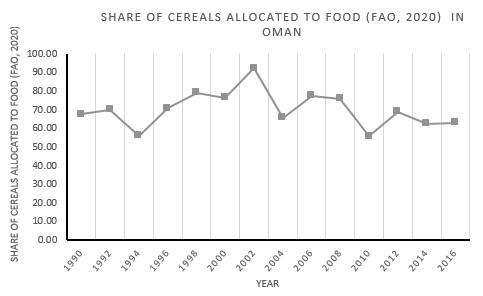 SHARE OF CEREALS ALLOCATED TO FOOD (FAO, 2020) IN
OMAN
SHARE OF CEREALS ALLOCATED TO FOOD (FAO, 2020)
100.00
90.00
80.00
70.00
60.00
50.00
40.00
30.00
20.00
10.00
0.00
1990 1992 1994 1996 1998 2000 2002 2004 2006 2008 2010 2012 2014 2016
YEAR